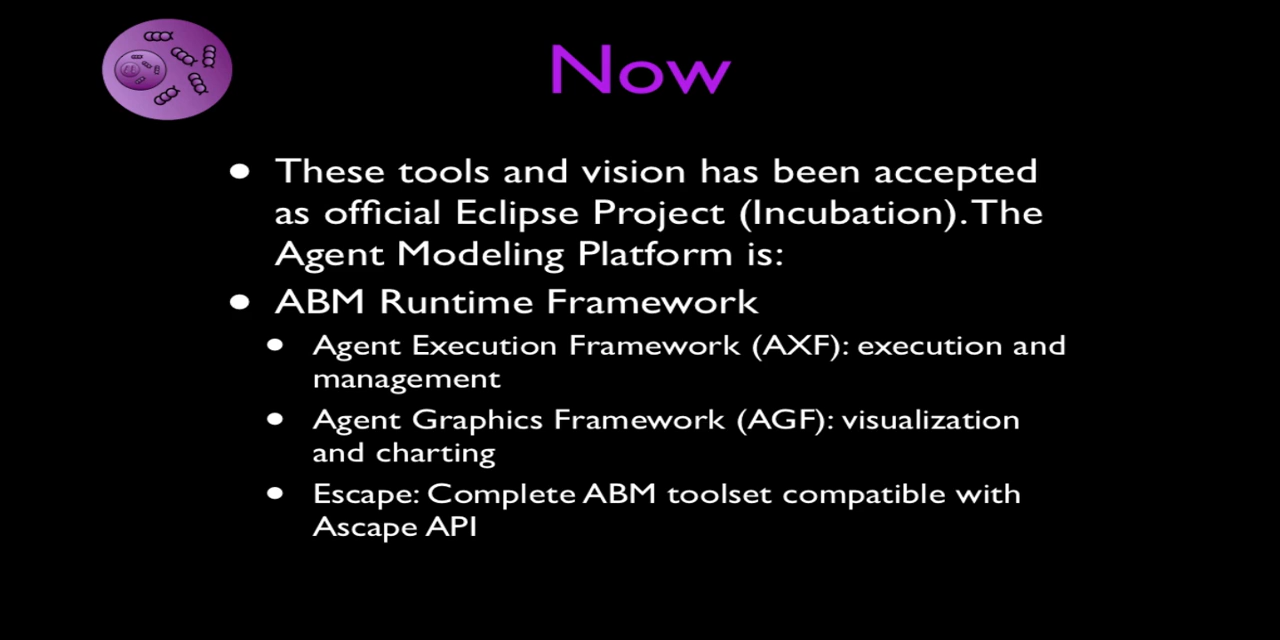 Now
• These tools and vision has been accepted
as official Eclipse Project (Incubation). The
Agent Modeling Platform is:
• ABM Runtime Framework
• Agent Execution Framework (AXF): execution and
management
• Agent Graphics Framework (AGF): visualization
and charting
• Escape: Complete ABM toolset compatible with
Ascape API